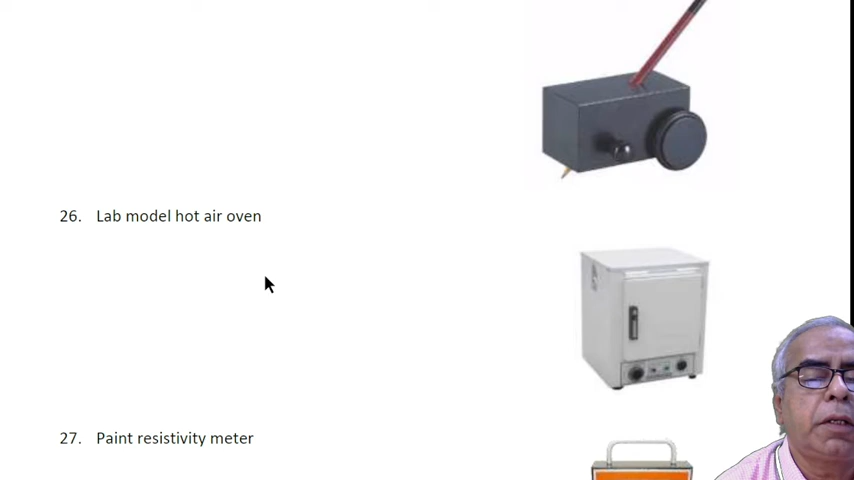 26. Lab model hot air oven
27. Paint resistivity meter